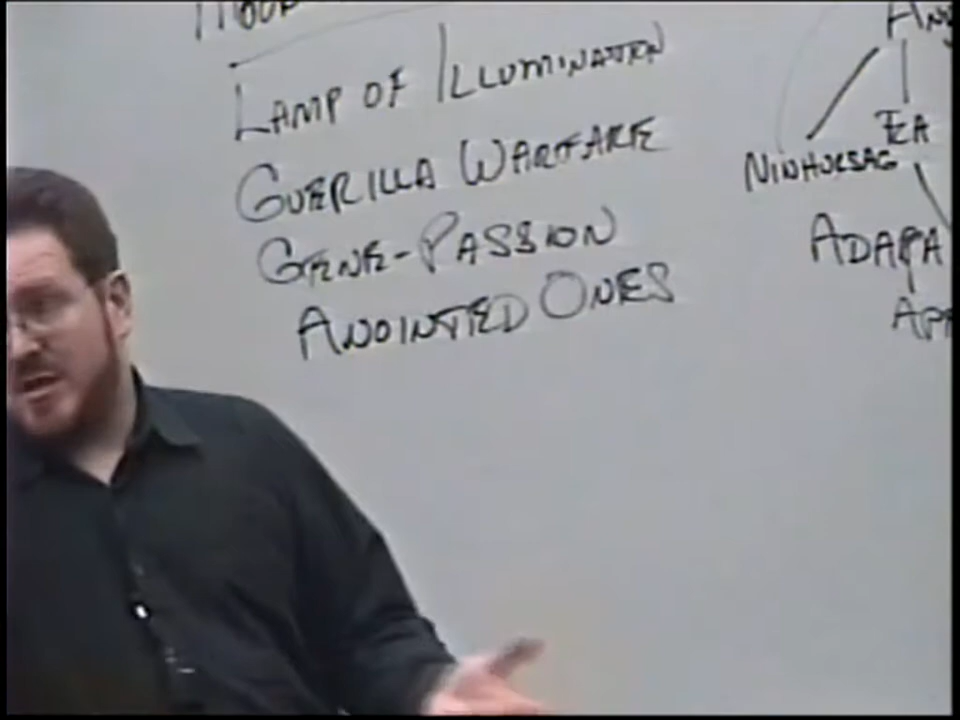 LAMP OF ILLUMINATION
GUERILLA WARFARE
GENE-PASSION
ANOINTED ONES
EA
NINHURSAG
ADAPA